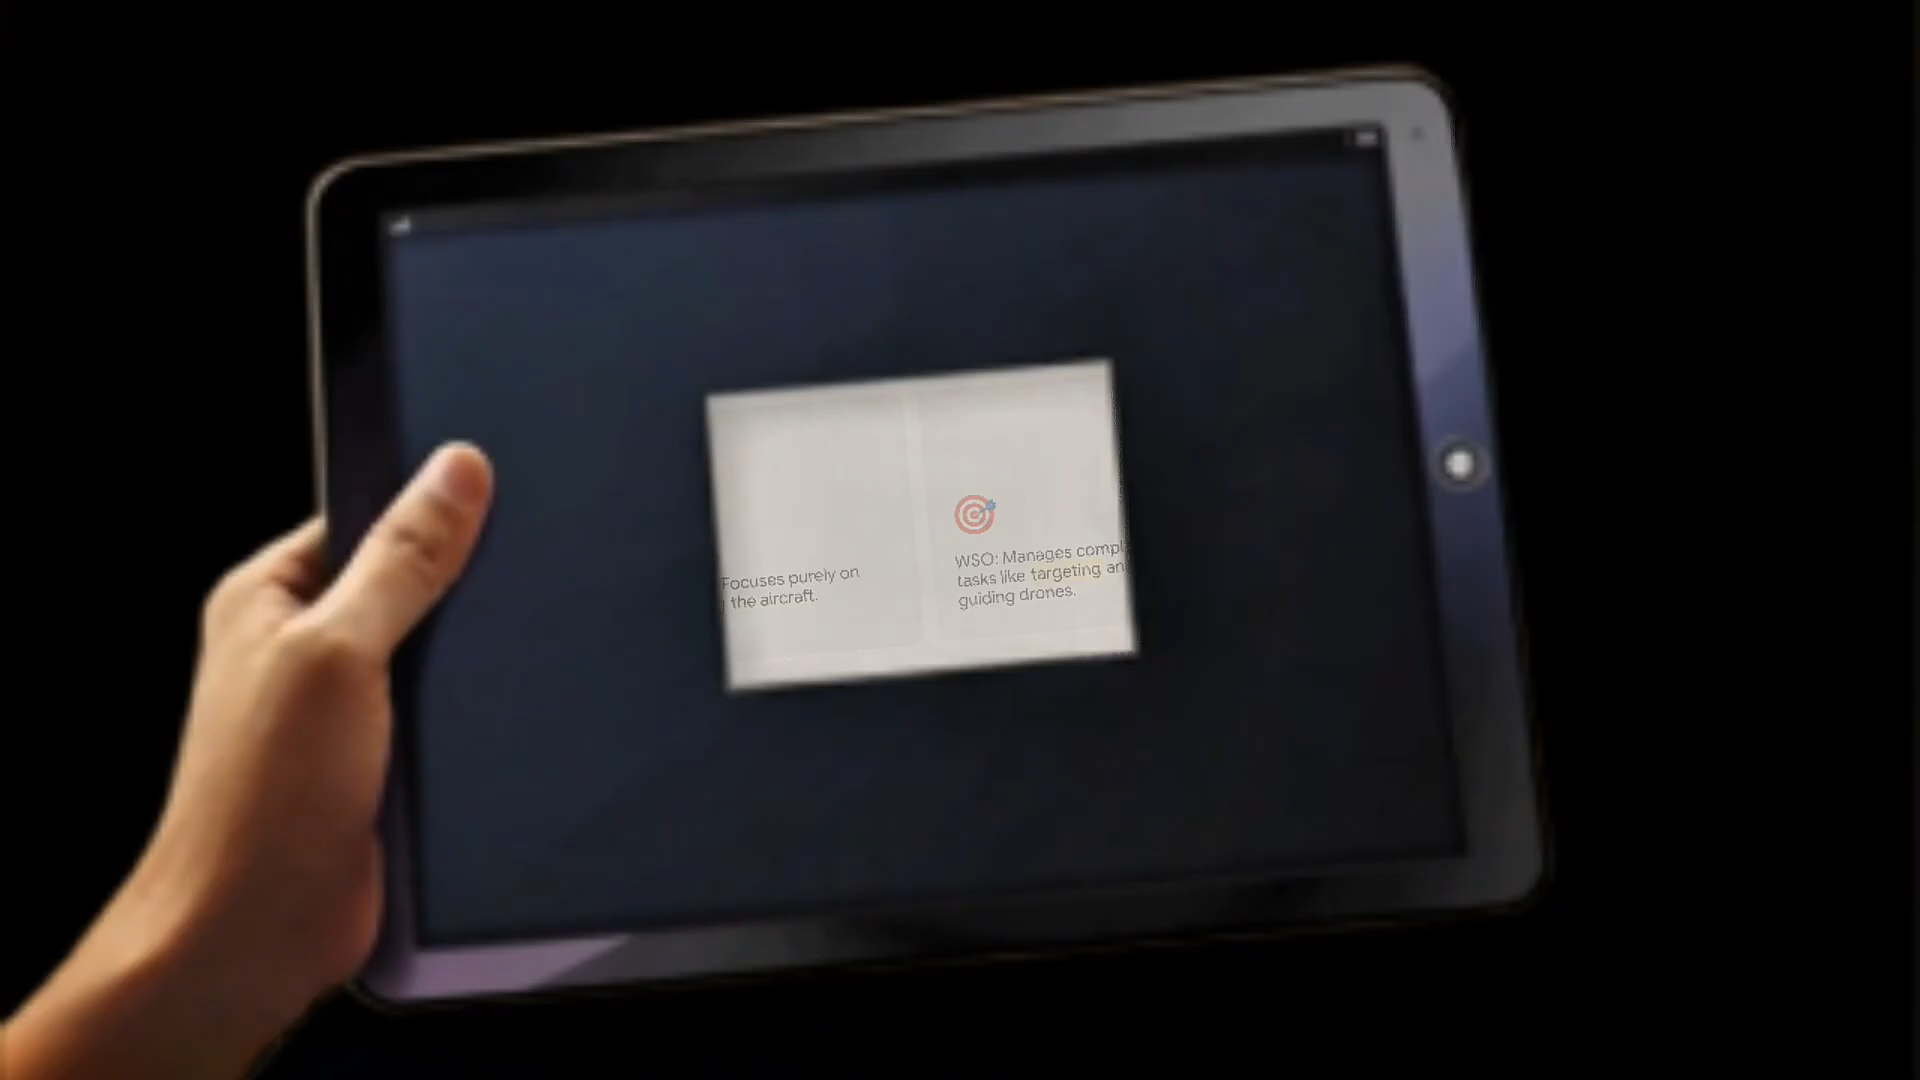 Focuses purely on
the aircraft.
WSO: Manages
tasks like targeting
guiding drones.